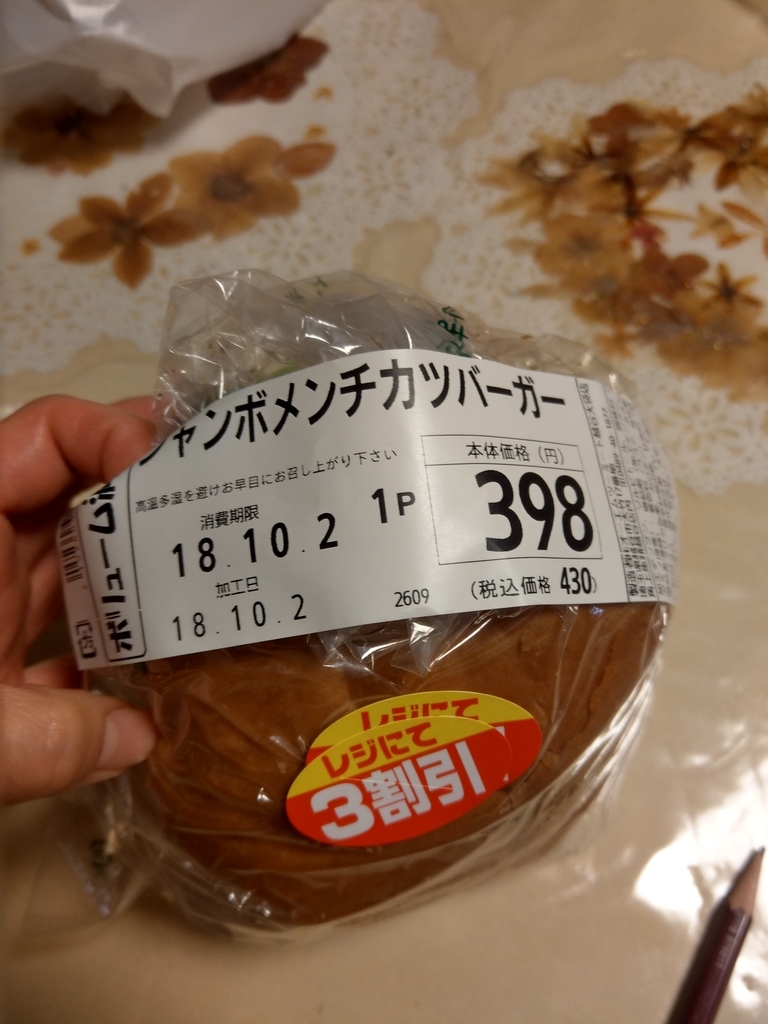 ジャンボメンチカツバーガー
高温多湿を避けお早目にお召し上がり下さい
消費期限
18.10.2
1P
本体価格(円)
398
加工日
18.10.2
2609
(税込価格 430)
ボリューム
レジにて
レジにて
3割引